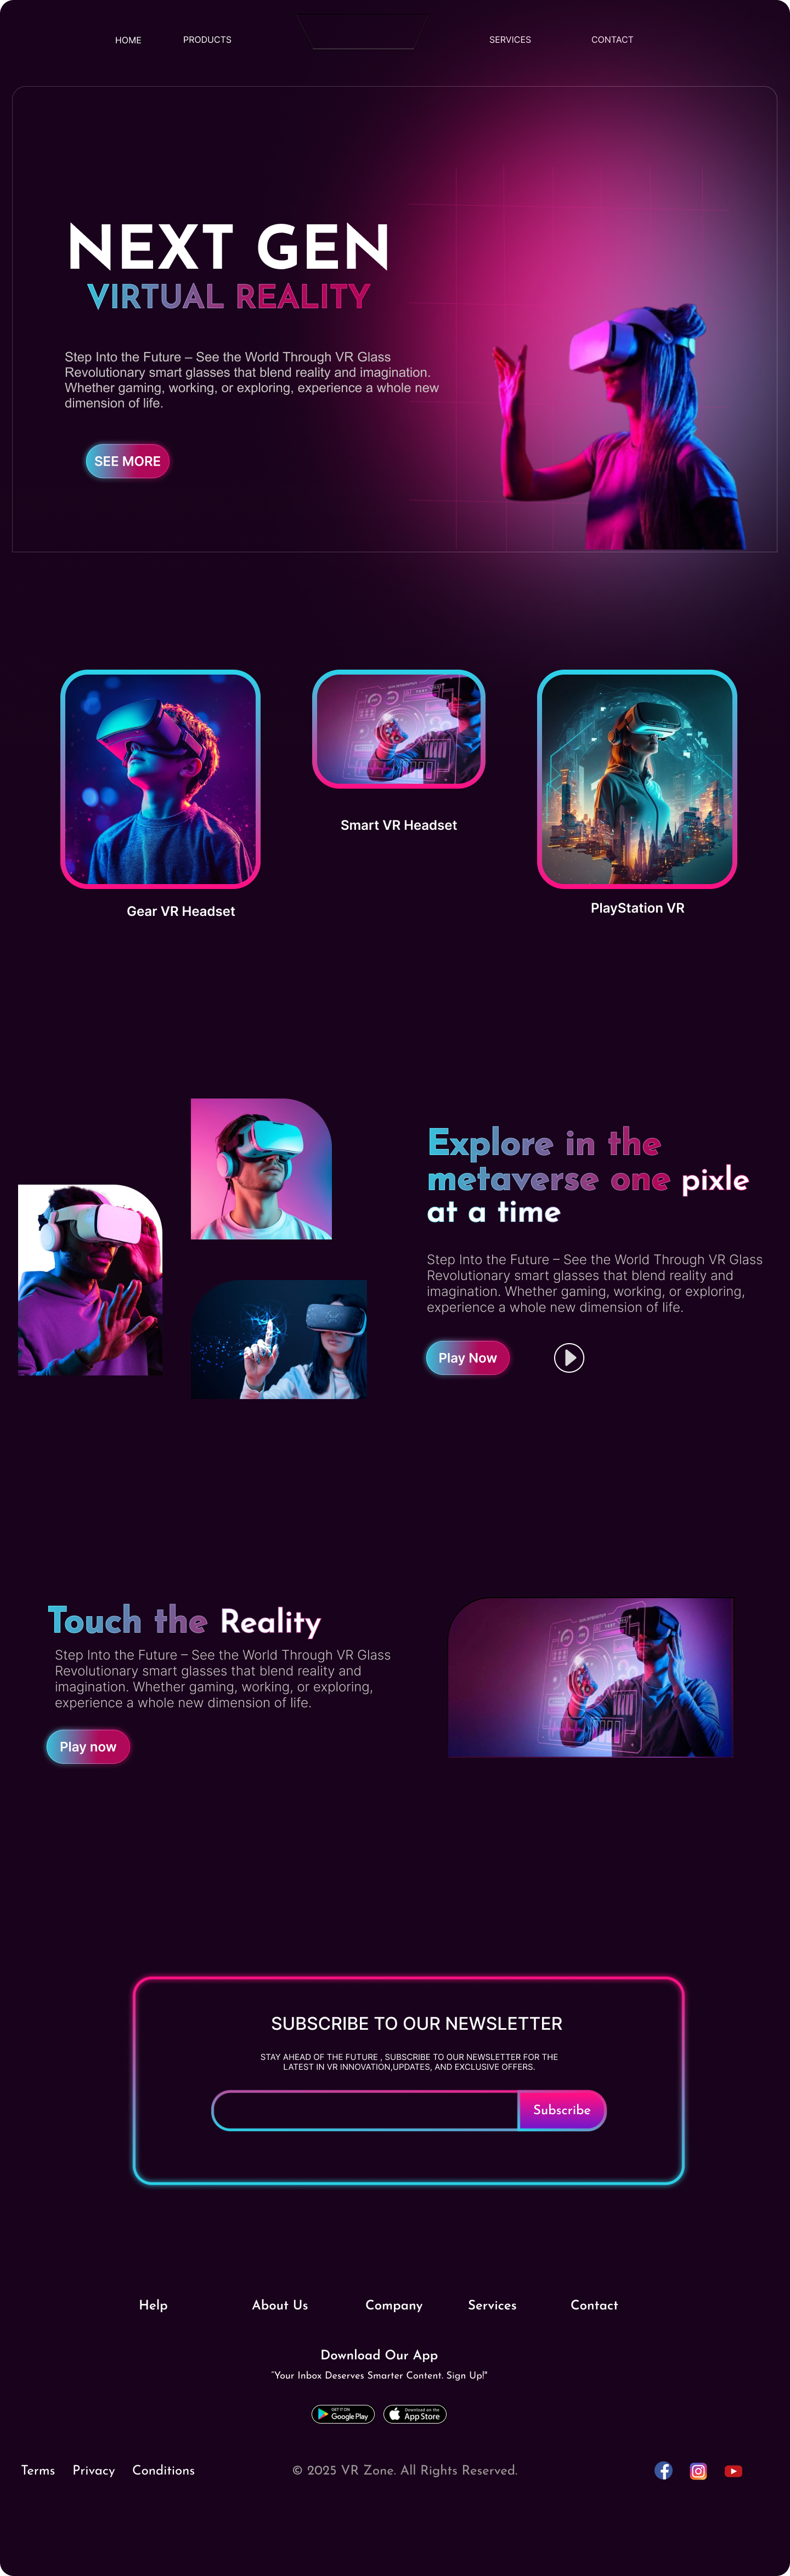 HOME
PRODUCTS
SERVICES
CONTACT
NEXT GEN
VIRTUAL REALITY
Step Into the Future – See the World Through VR Glass
Revolutionary smart glasses that blend reality and imagination.
Whether gaming, working, or exploring, experience a whole new
dimension of life.
SEE MORE
Smart VR Headset
Gear VR Headset
PlayStation VR
Explore in the
metaverse one pixle
at a time
Step Into the Future – See the World Through VR Glass
Revolutionary smart glasses that blend reality and
imagination. Whether gaming, working, or exploring,
experience a whole new dimension of life.
Play Now
Touch the Reality
Step Into the Future – See the World Through VR Glass
Revolutionary smart glasses that blend reality and
imagination. Whether gaming, working, or exploring,
experience a whole new dimension of life.
Play now
SUBSCRIBE TO OUR NEWSLETTER
STAY AHEAD OF THE FUTURE , SUBSCRIBE TO OUR NEWSLETTER FOR THE
LATEST IN VR INNOVATION,UPDATES, AND EXCLUSIVE OFFERS.
Subscribe
Help
About Us
Company
Services
Contact
Download Our App
"Your Inbox Deserves Smarter Content. Sign Up!"
GET IT ON
Google Play
Download on the
App Store
Terms
Privacy
Conditions
© 2025 VR Zone. All Rights Reserved.